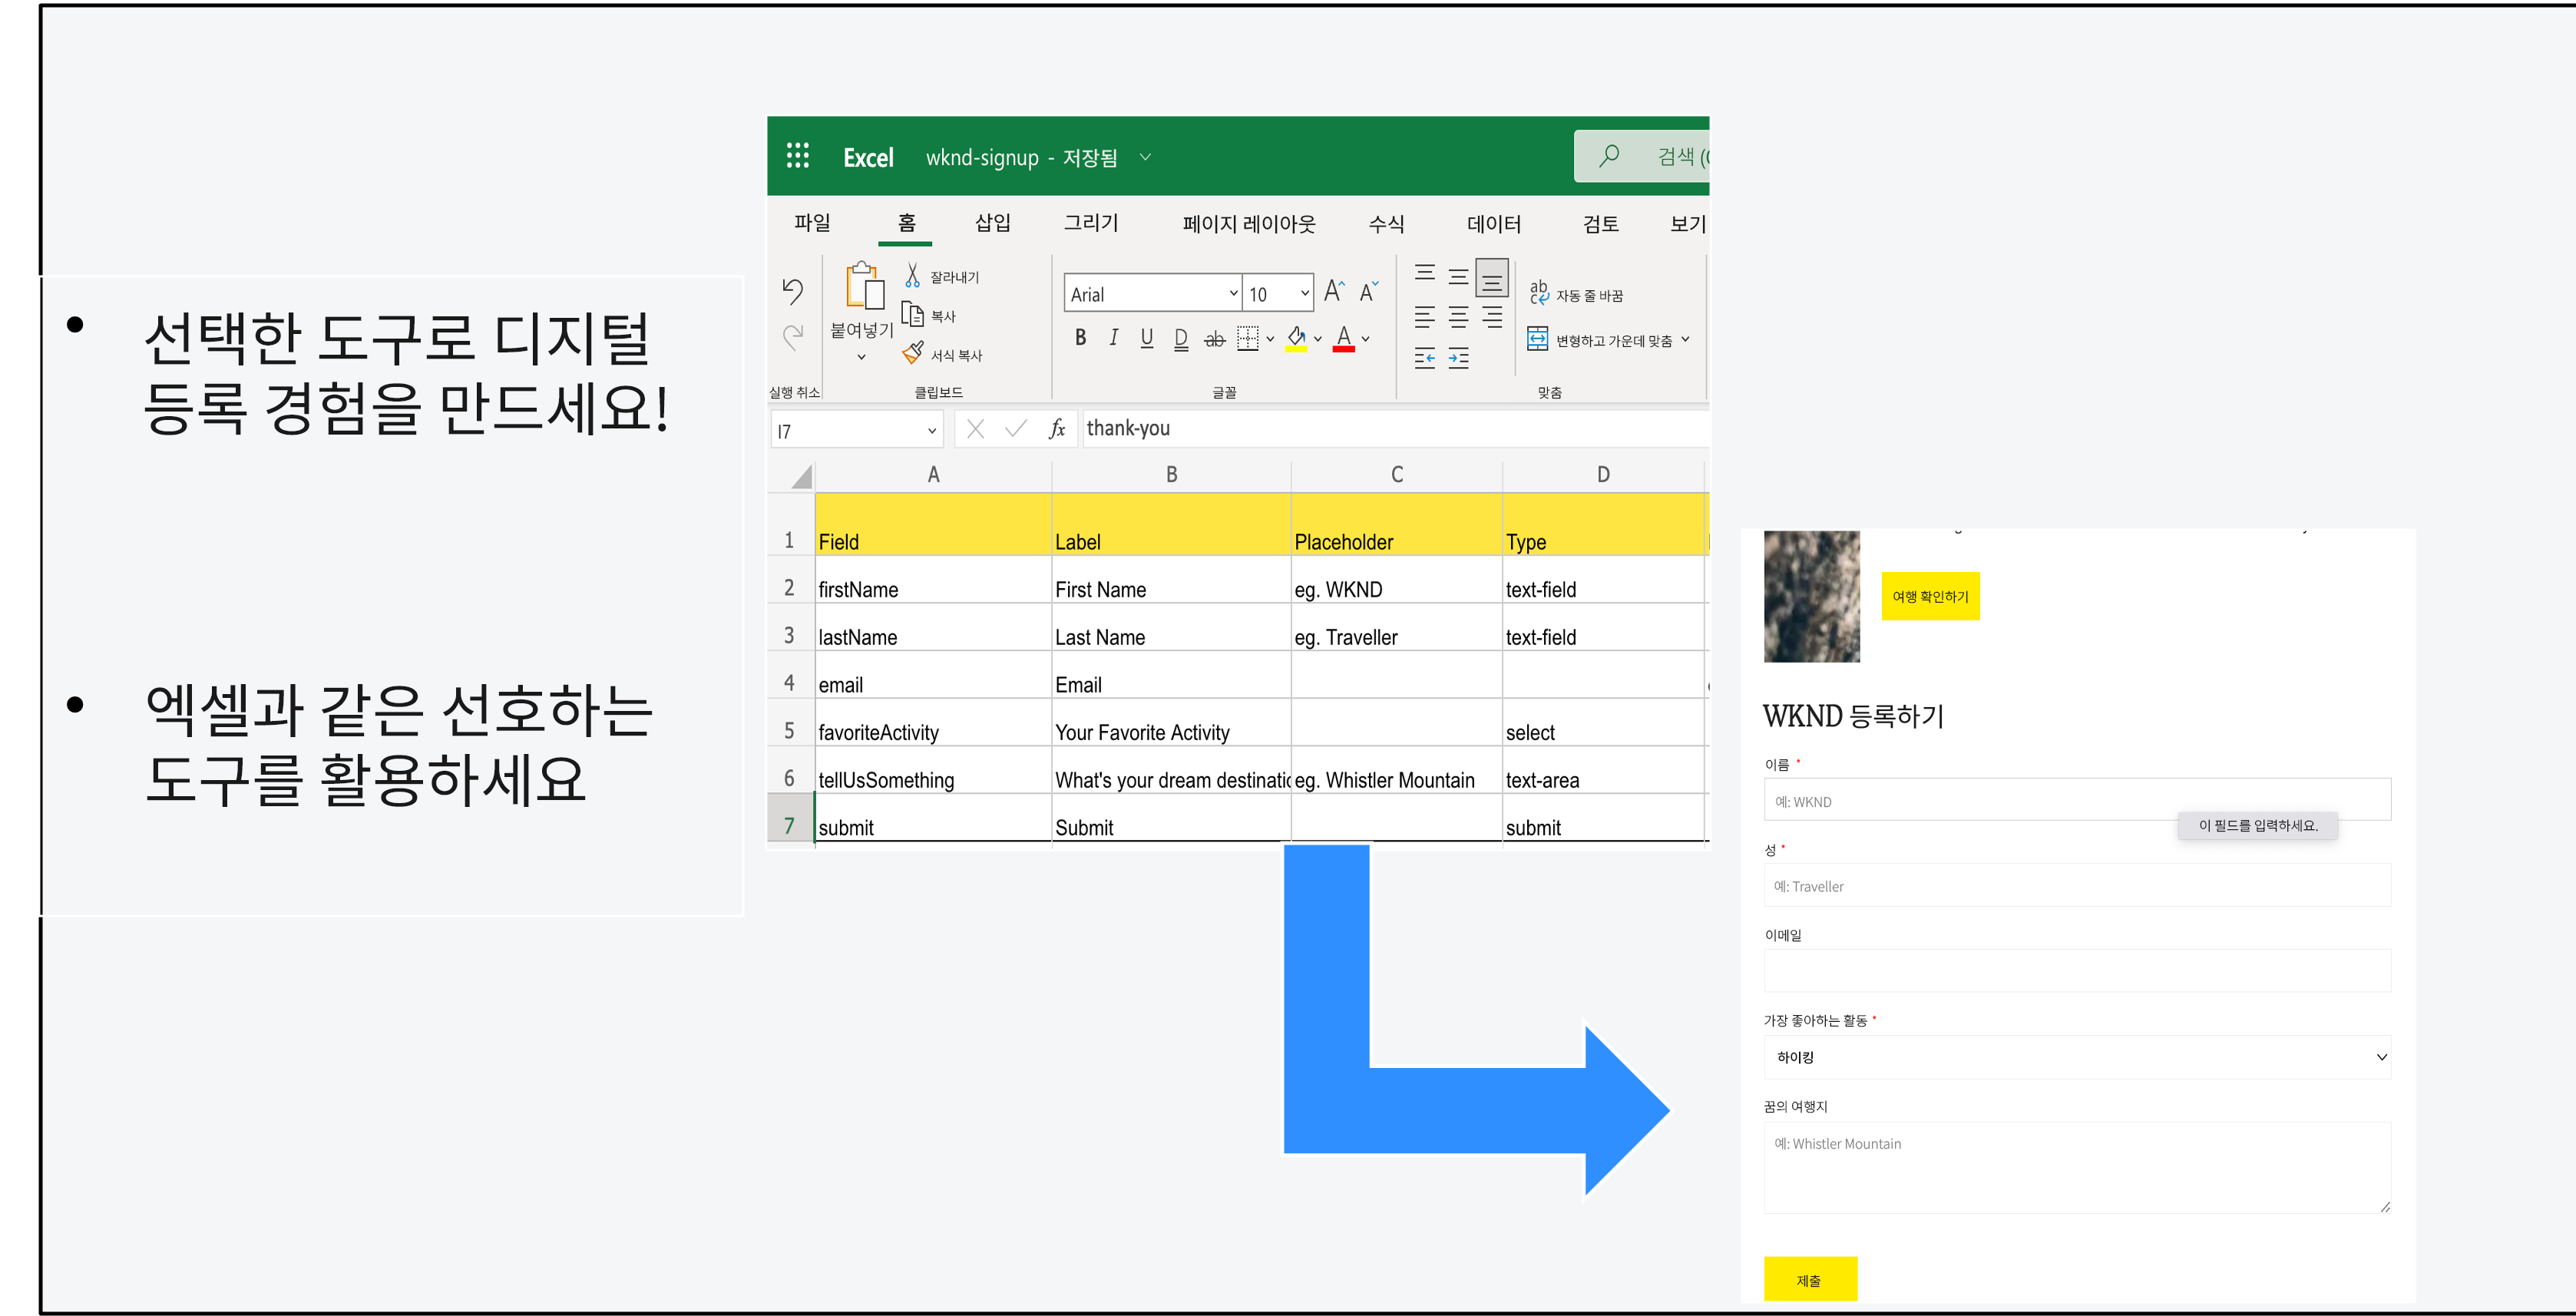 • 선택한 도구로 디지털
등록 경험을 만드세요!
• 엑셀과 같은 선호하는
도구를 활용하세요
Excel wknd-signup - 저장됨 검색
파일 홈 삽입 그리기 페이지 레이아웃 수식 데이터 검토 보기
붙여넣기 잘라내기
복사
서식 복사
Arial 10
자동 줄 바꿈
변형하고 가운데 맞춤
실행 취소 클립보드 글꼴 맞춤
I7 fx thank-you
A B C D
1 Field Label Placeholder Type
2 firstName First Name eg. WKND text-field
3 lastName Last Name eg. Traveller text-field
4 email Email
5 favoriteActivity Your Favorite Activity select
6 tellUsSomething What's your dream eg. Whistler Mountain text-area
7 submit Submit submit
여행 확인하기
WKND 등록하기
이름 *
예: WKND
이 필드를 입력하세요.
성 *
예: Traveller
이메일
가장 좋아하는 활동 *
하이킹
꿈의 여행지
예: Whistler Mountain
제출